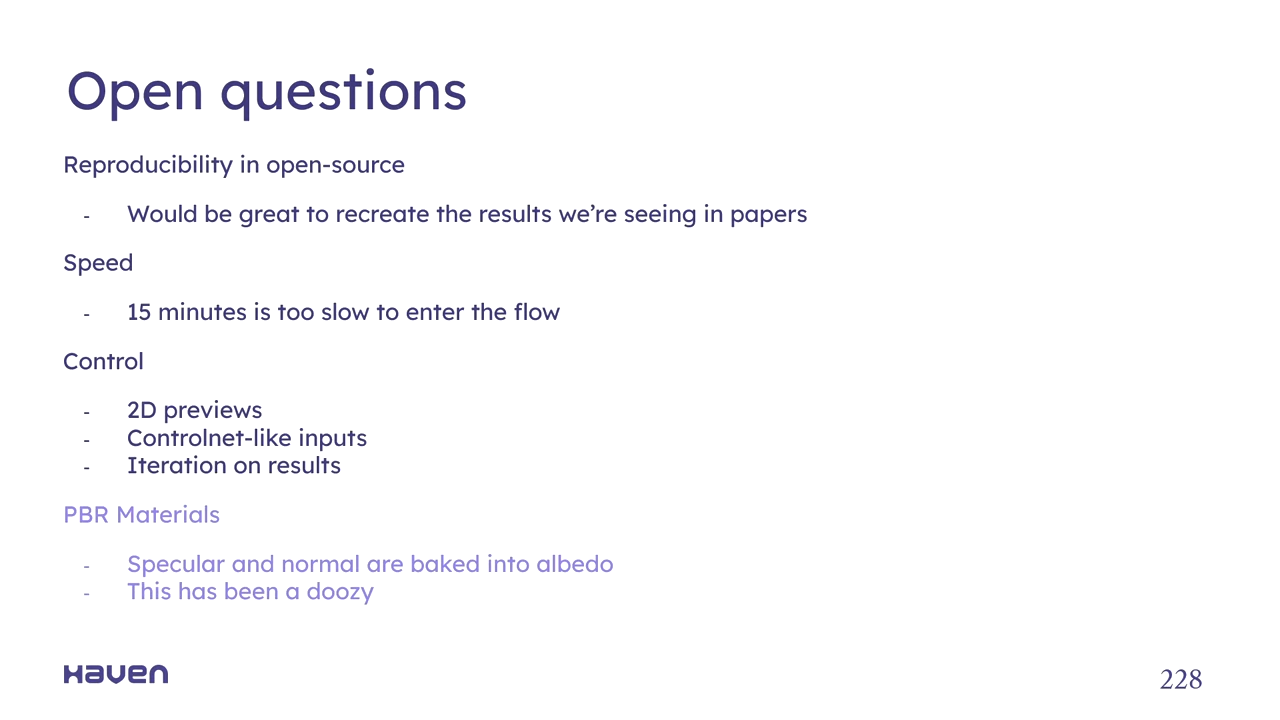 Open questions
Reproducibility in open-source
- Would be great to recreate the results we’re seeing in papers
Speed
- 15 minutes is too slow to enter the flow
Control
- 2D previews
- Controlnet-like inputs
- Iteration on results
PBR Materials
- Specular and normal are baked into albedo
- This has been a doozy
Haven
228